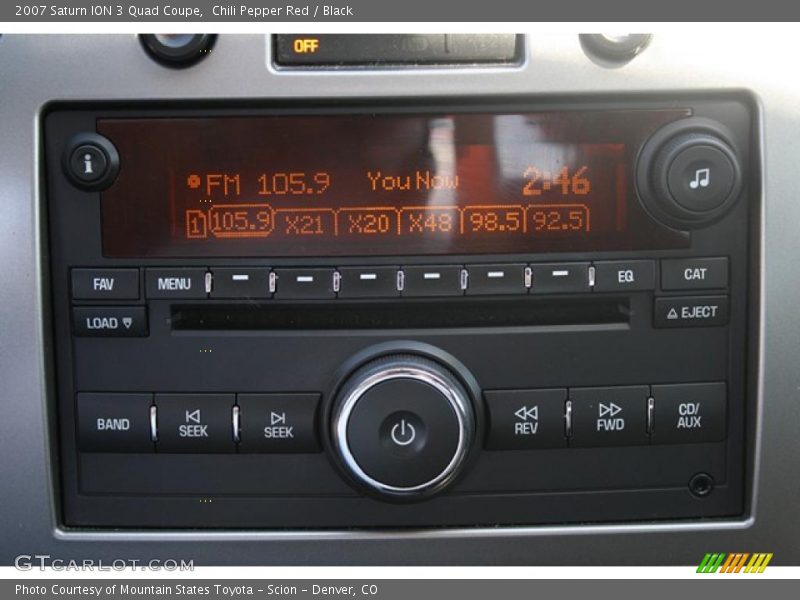 2007 Saturn ION 3 Quad Coupe, Chili Pepper Red / Black
OFF
i
FM 105.9 You Now 2:46
1 105.9 X21 X20 X48 98.5 92.5
FAV MENU EQ CAT
LOAD EJECT
BAND SEEK SEEK REV FWD CD/
AUX
GTCARLOT.COM
Photo Courtesy of Mountain States Toyota - Scion - Denver, CO